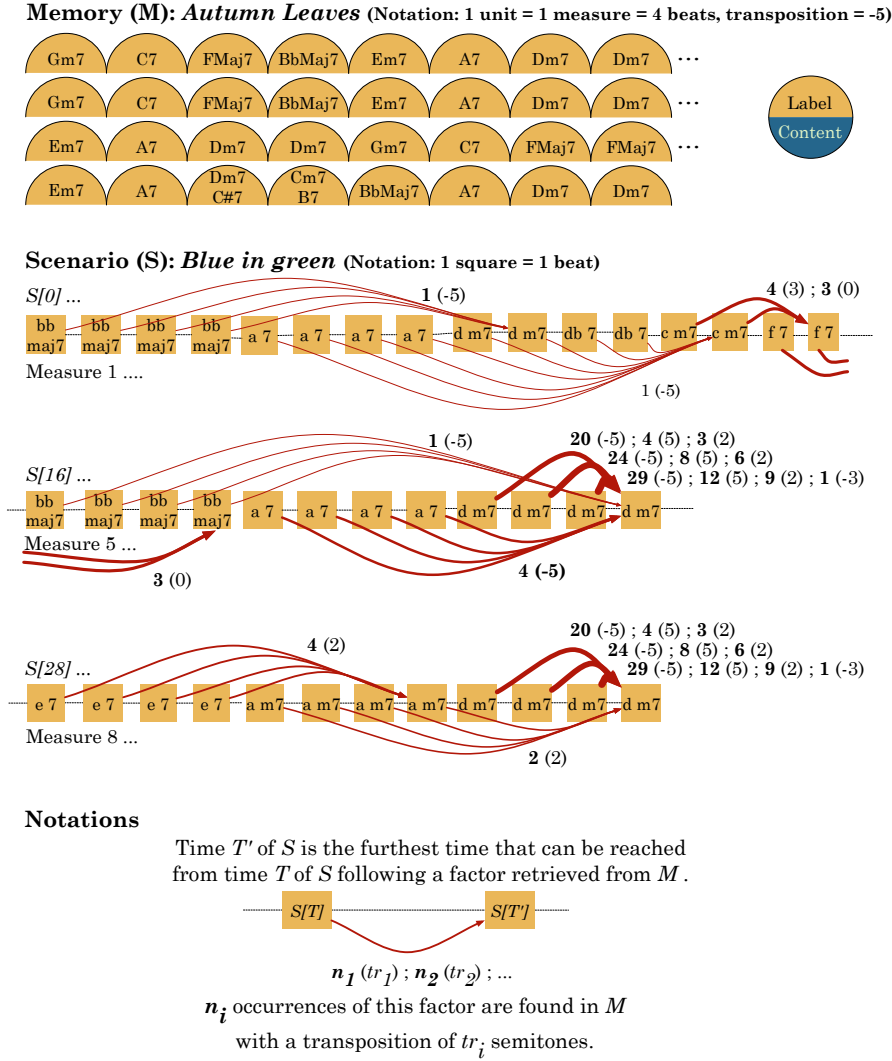 Memory (M): Autumn Leaves (Notation: 1 unit = 1 measure = 4 beats, transposition = -5)
Gm7 C7 FMaj7 BbMaj7 Em7 A7 Dm7 Dm7 ...
Gm7 C7 FMaj7 BbMaj7 Em7 A7 Dm7 Dm7 ...
Label
Content
Em7 A7 Dm7 Dm7 Gm7 C7 FMaj7 FMaj7 ...
Em7 A7 Dm7 C#7 Cm7 B7 BbMaj7 A7 Dm7 Dm7
Scenario (S): Blue in green (Notation: 1 square = 1 beat)
S[0] ...
1 (-5)
4 (3) ; 3 (0)
bb maj7 bb maj7 bb maj7 bb maj7 a 7 a 7 a 7 a 7 d m7 d m7 db 7 db 7 c m7 c m7 f 7 f 7
Measure 1 ....
1 (-5)
20 (-5) ; 4 (5) ; 3 (2)
1 (-5)
24 (-5) ; 8 (5) ; 6 (2)
S[16] ...
29 (-5) ; 12 (5) ; 9 (2) ; 1 (-3)
bb maj7 bb maj7 bb maj7 bb maj7 a 7 a 7 a 7 a 7 d m7 d m7 d m7 d m7
Measure 5 ...
3 (0)
4 (-5)
20 (-5) ; 4 (5) ; 3 (2)
4 (2)
24 (-5) ; 8 (5) ; 6 (2)
S[28] ...
29 (-5) ; 12 (5) ; 9 (2) ; 1 (-3)
e 7 e 7 e 7 e 7 a m7 a m7 a m7 a m7 d m7 d m7 d m7 d m7
Measure 8 ...
2 (2)
Notations
Time T' of S is the furthest time that can be reached
from time T of S following a factor retrieved from M .
S[T] S[T']
n1 (tr1) ; n2 (tr2) ; ...
ni occurrences of this factor are found in M
with a transposition of tri semitones.